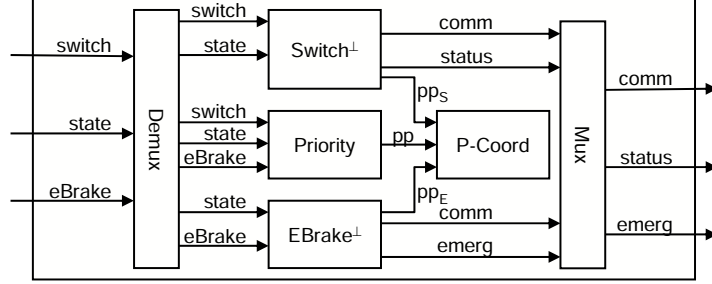 switch
state
eBrake
Demux
switch
state
switch
state
eBrake
state
eBrake
Switch⊥
Priority
EBrake⊥
comm
status
ppS
pp
ppE
comm
emerg
P-Coord
Mux
comm
status
emerg